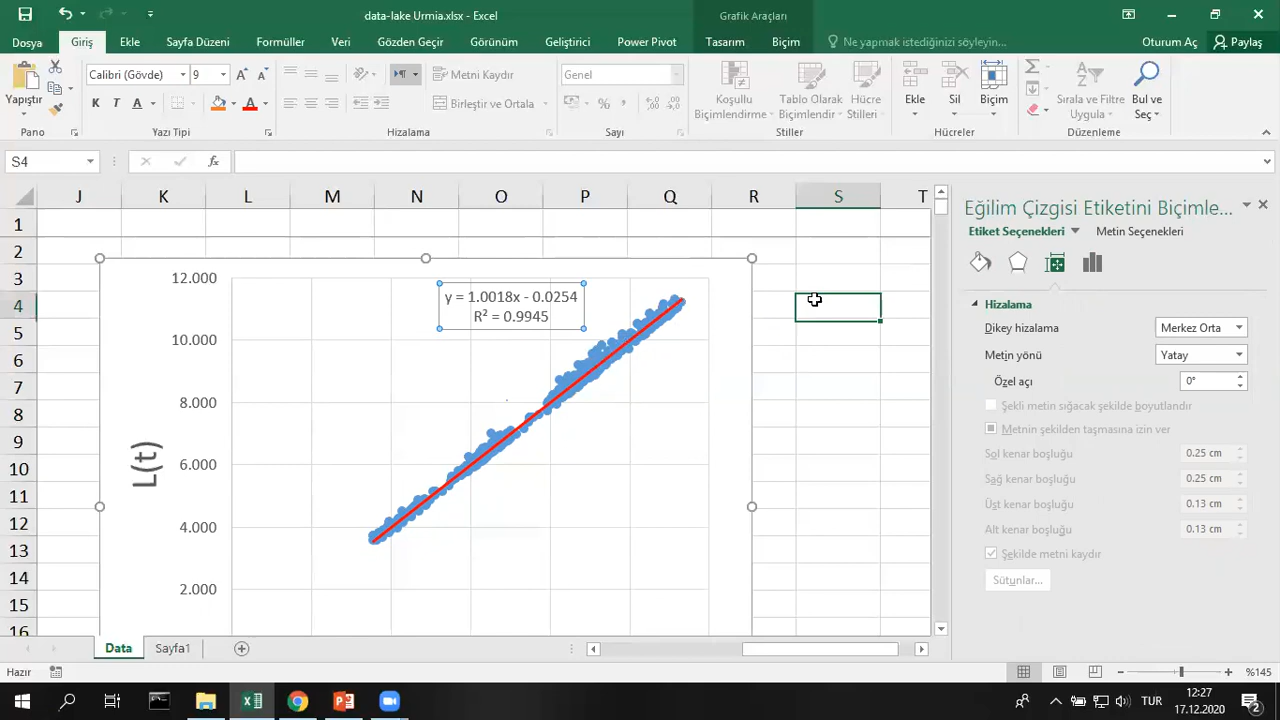 data-lake Urmia.xlsx - Excel
Grafik Araçları
Dosya
Giriş
Ekle
Sayfa Düzeni
Formüller
Veri
Gözden Geçir
Görünüm
Geliştirici
Power Pivot
Tasarım
Biçim
Ne yapmak istediğinizi söyleyin...
Oturum Aç
Paylaş
Yapıştır
Calibri (Gövde)
9
K
T
A
Metni Kaydır
Birleştir ve Ortala
Genel
Koşullu
Biçimlendirme
Tablo Olarak
Biçimlendir
Hücre
Stilleri
Ekle
Sil
Biçim
Sırala ve Filtre
Uygula
Bul ve
Seç
Pano
Yazı Tipi
Hizalama
Sayı
Stiller
Hücreler
Düzenleme
S4
fx
J K L M N O P Q R S T
1
2
3
4
5
6
7
8
9
10
11
12
13
14
15
16
12.000
10.000
8.000
6.000
4.000
2.000
L(t)
y = 1.0018x - 0.0254
R² = 0.9945
Eğilim Çizgisi Etiketini Biçimle...
Etiket Seçenekleri
Metin Seçenekleri
Hizalama
Dikey hizalama
Merkez Orta
Metin yönü
Yatay
Özel açı
0°
Şekli metin sığacak şekilde boyutlandır
Metnin şekilden taşmasına izin ver
Sol kenar boşluğu
0.25 cm
Sağ kenar boşluğu
0.25 cm
Üst kenar boşluğu
0.13 cm
Alt kenar boşluğu
0.13 cm
Şekilde metni kaydır
Sütunlar...
Data
Sayfa1
Hazır
%145
TUR
12:27
17.12.2020
2